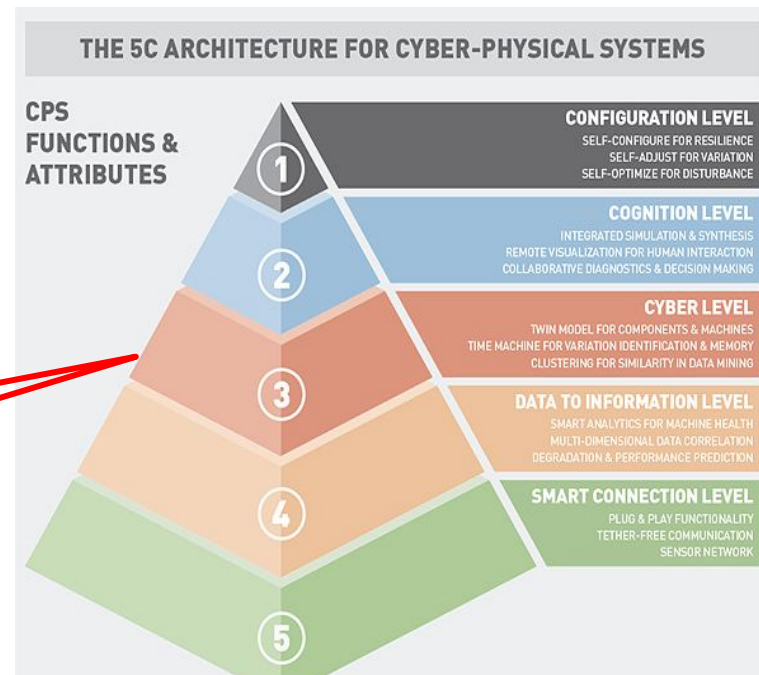 THE 5C ARCHITECTURE FOR CYBER-PHYSICAL SYSTEMS
CPS
FUNCTIONS &
ATTRIBUTES
1
CONFIGURATION LEVEL
SELF-CONFIGURE FOR RESILIENCE
SELF-ADJUST FOR VARIATION
SELF-OPTIMIZE FOR DISTURBANCE
2
COGNITION LEVEL
INTEGRATED SIMULATION & SYNTHESIS
REMOTE VISUALIZATION FOR HUMAN INTERACTION
COLLABORATIVE DIAGNOSTICS & DECISION MAKING
3
CYBER LEVEL
TWIN MODEL FOR COMPONENTS & MACHINES
TIME MACHINE FOR VARIATION IDENTIFICATION & MEMORY
CLUSTERING FOR SIMILARITY IN DATA MINING
4
DATA TO INFORMATION LEVEL
SMART ANALYTICS FOR MACHINE HEALTH
MULTI-DIMENSIONAL DATA CORRELATION
DEGRADATION & PERFORMANCE PREDICTION
5
SMART CONNECTION LEVEL
PLUG & PLAY FUNCTIONALITY
TETHER-FREE COMMUNICATION
SENSOR NETWORK